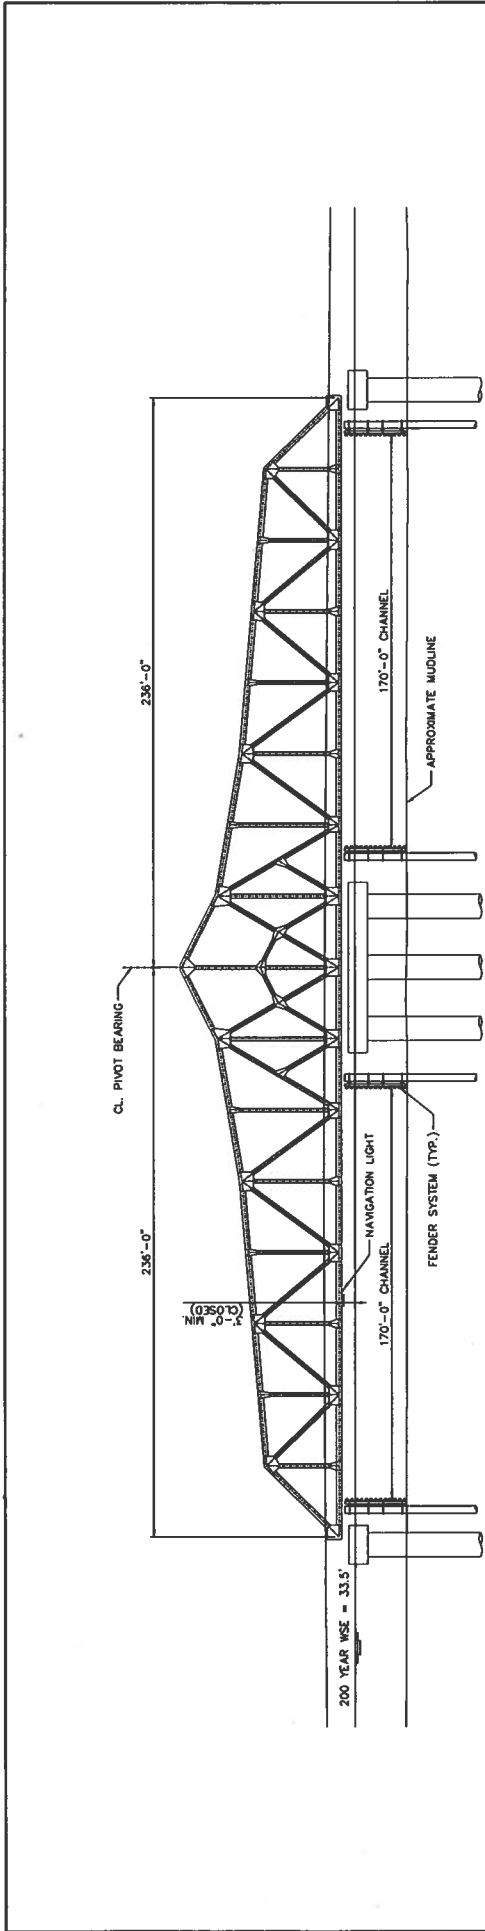 CL. PIVOT BEARING
236'-0"
236'-0"
3'-0" MIN.
(CLOSED)
NAVIGATION LIGHT
170'-0" CHANNEL
170'-0" CHANNEL
FENDER SYSTEM (TYP.)
APPROXIMATE MUDLINE
200 YEAR WSE = 33.5'